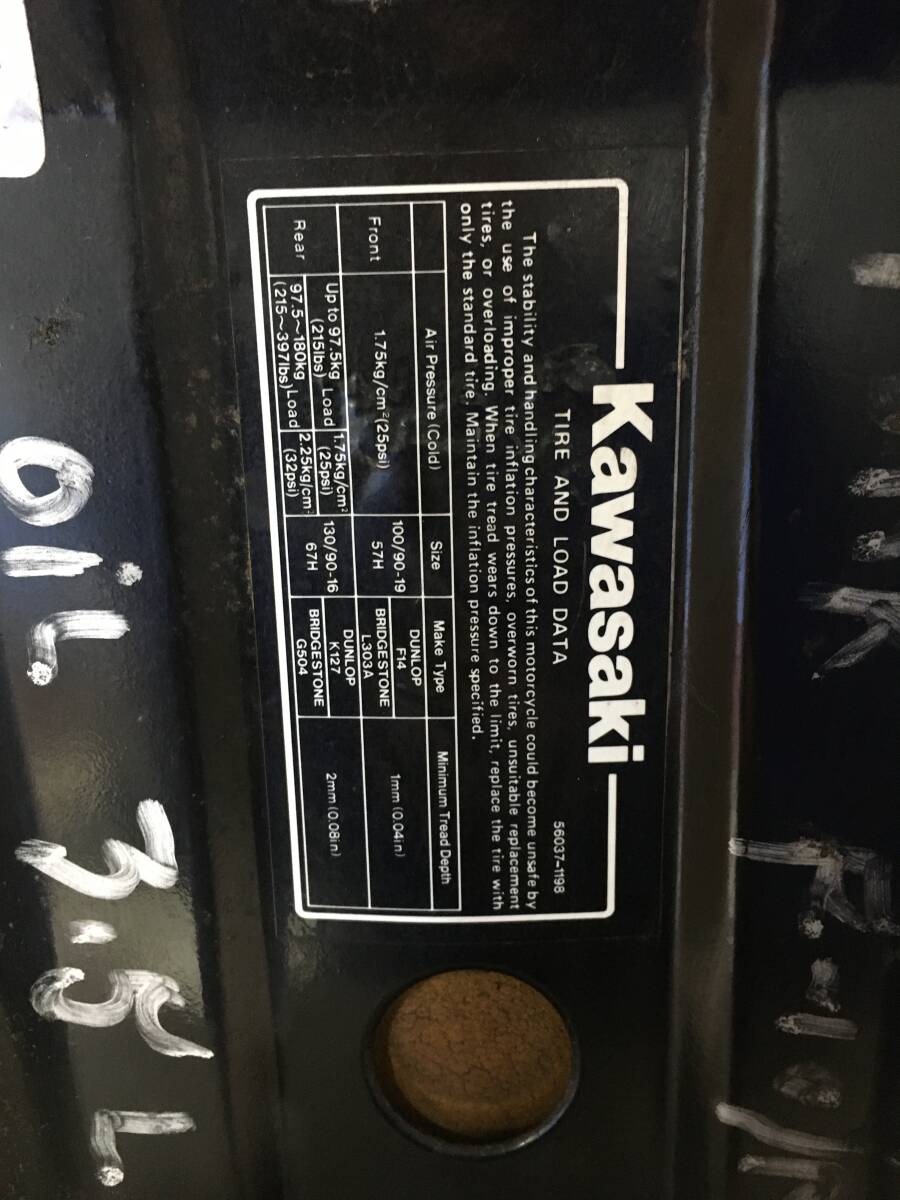 Kawasaki
TIRE AND LOAD DATA
56037-1198
The stability and handling characteristics of this motorcycle could become unsafe by
the use of improper tire inflation pressures, overworn tires, unsuitable replacement
tires, or overloading. When tire tread wears down to the limit, replace the tire with
only the standard tire. Maintain the inflation pressure specified.
Air Pressure (Cold) Size Make Type Minimum Tread Depth
Front 1.75kg/cm²(25psi) 100/90-19 57H DUNLOP F14 1mm (0.04in)
BRIDGESTONE L303A
Rear Up to 97.5kg (215lbs) Load 1.75kg/cm² (25psi) 130/90-16 67H DUNLOP K127 2mm (0.08in)
97.5~180kg (215~397lbs) Load 2.25kg/cm² (32psi) BRIDGESTONE G504
OIL 3.5L